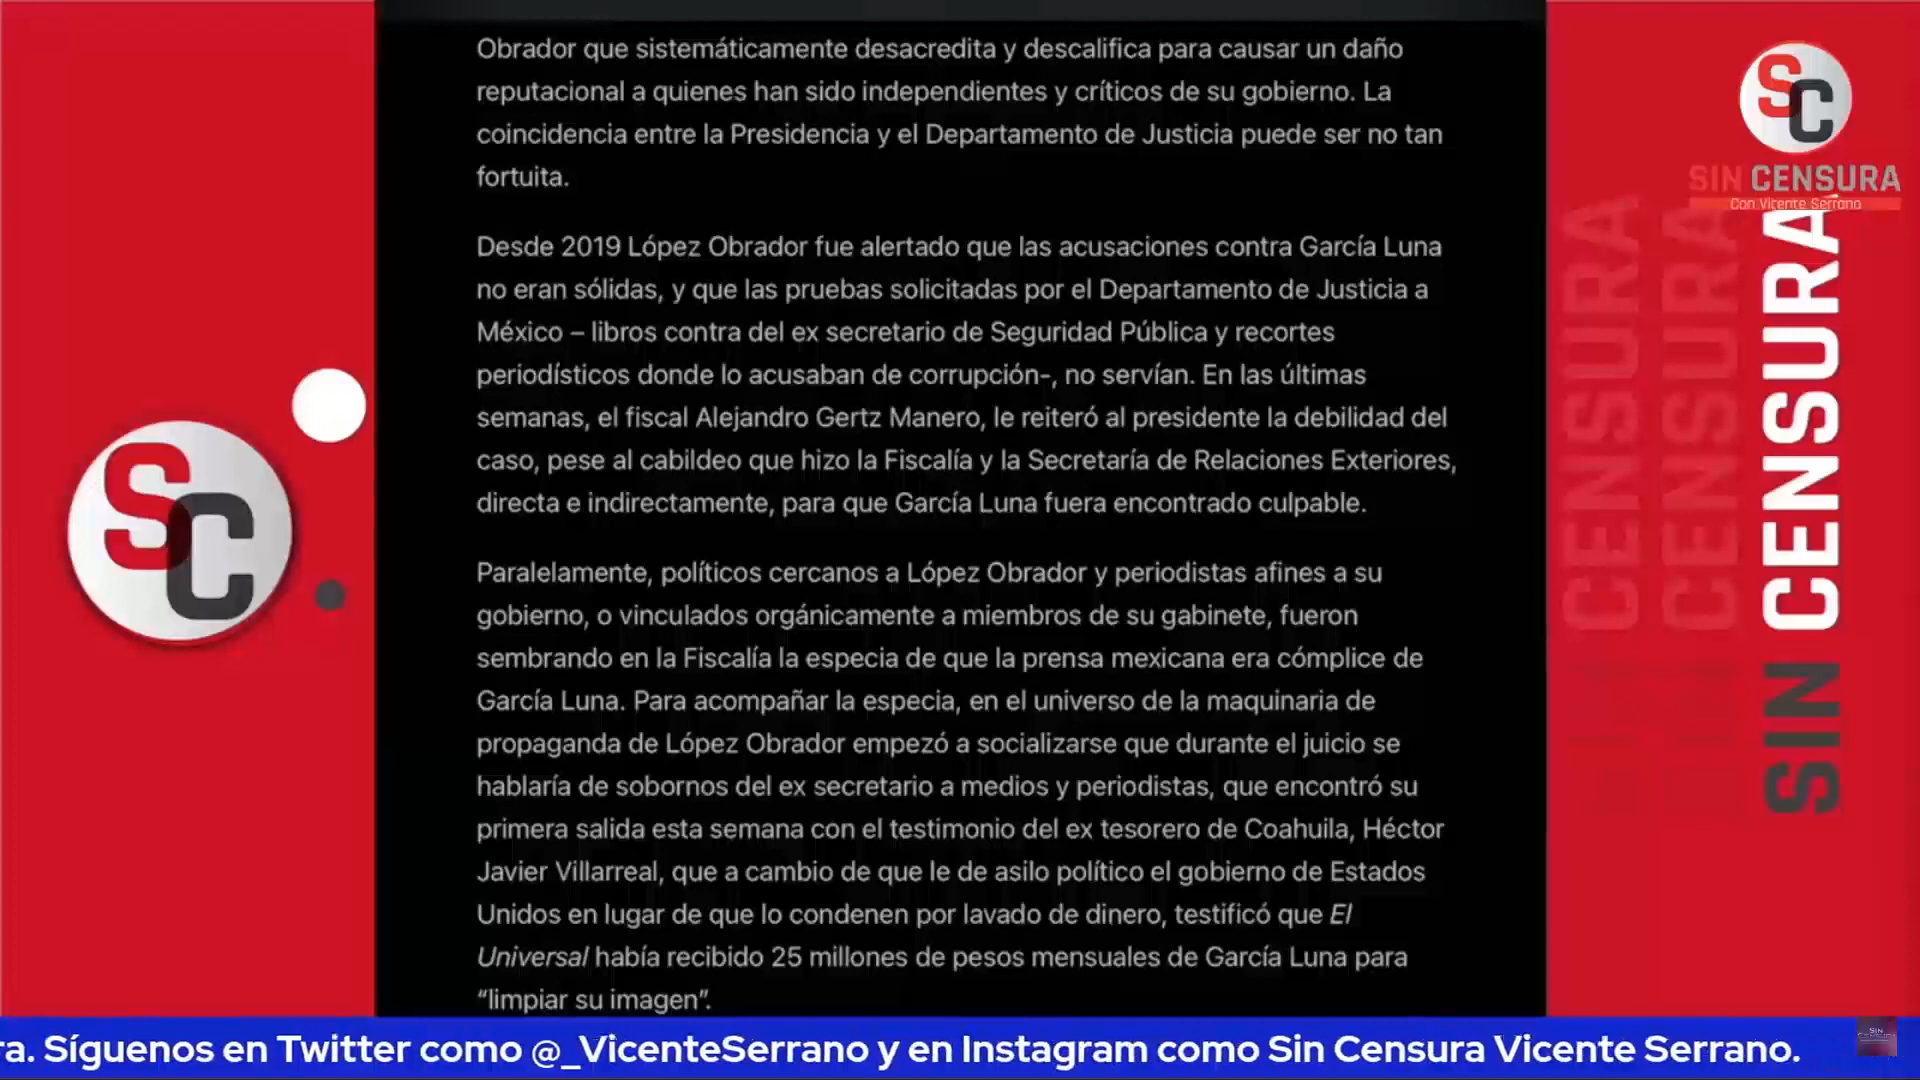 Obrador que sistemáticamente desacredita y descalifica para causar un daño
reputacional a quienes han sido independientes y críticos de su gobierno. La
coincidencia entre la Presidencia y el Departamento de Justicia puede ser no tan
fortuita.
Desde 2019 López Obrador fue alertado que las acusaciones contra García Luna
no eran sólidas, y que las pruebas solicitadas por el Departamento de Justicia a
México – libros contra del ex secretario de Seguridad Pública y recortes
periodísticos donde lo acusaban de corrupción-, no servían. En las últimas
semanas, el fiscal Alejandro Gertz Manero, le reiteró al presidente la debilidad del
caso, pese al cabildeo que hizo la Fiscalía y la Secretaría de Relaciones Exteriores,
directa e indirectamente, para que García Luna fuera encontrado culpable.
Paralelamente, políticos cercanos a López Obrador y periodistas afines a su
gobierno, o vinculados orgánicamente a miembros de su gabinete, fueron
sembrando en la Fiscalía la especia de que la prensa mexicana era cómplice de
García Luna. Para acompañar la especia, en el universo de la maquinaria de
propaganda de López Obrador empezó a socializarse que durante el juicio se
hablaría de sobornos del ex secretario a medios y periodistas, que encontró su
primera salida esta semana con el testimonio del ex tesorero de Coahuila, Héctor
Javier Villarreal, que a cambio de que le de asilo político el gobierno de Estados
Unidos en lugar de que lo condenen por lavado de dinero, testificó que El
Universal había recibido 25 millones de pesos mensuales de García Luna para
“limpiar su imagen”.
SC
SC
SIN CENSURA
Con Vicente Serrano
CENSURA
CENSURA
SIN CENSURA
ra. Síguenos en Twitter como @_VicenteSerrano y en Instagram como Sin Censura Vicente Serrano.
SIN
CENSURA